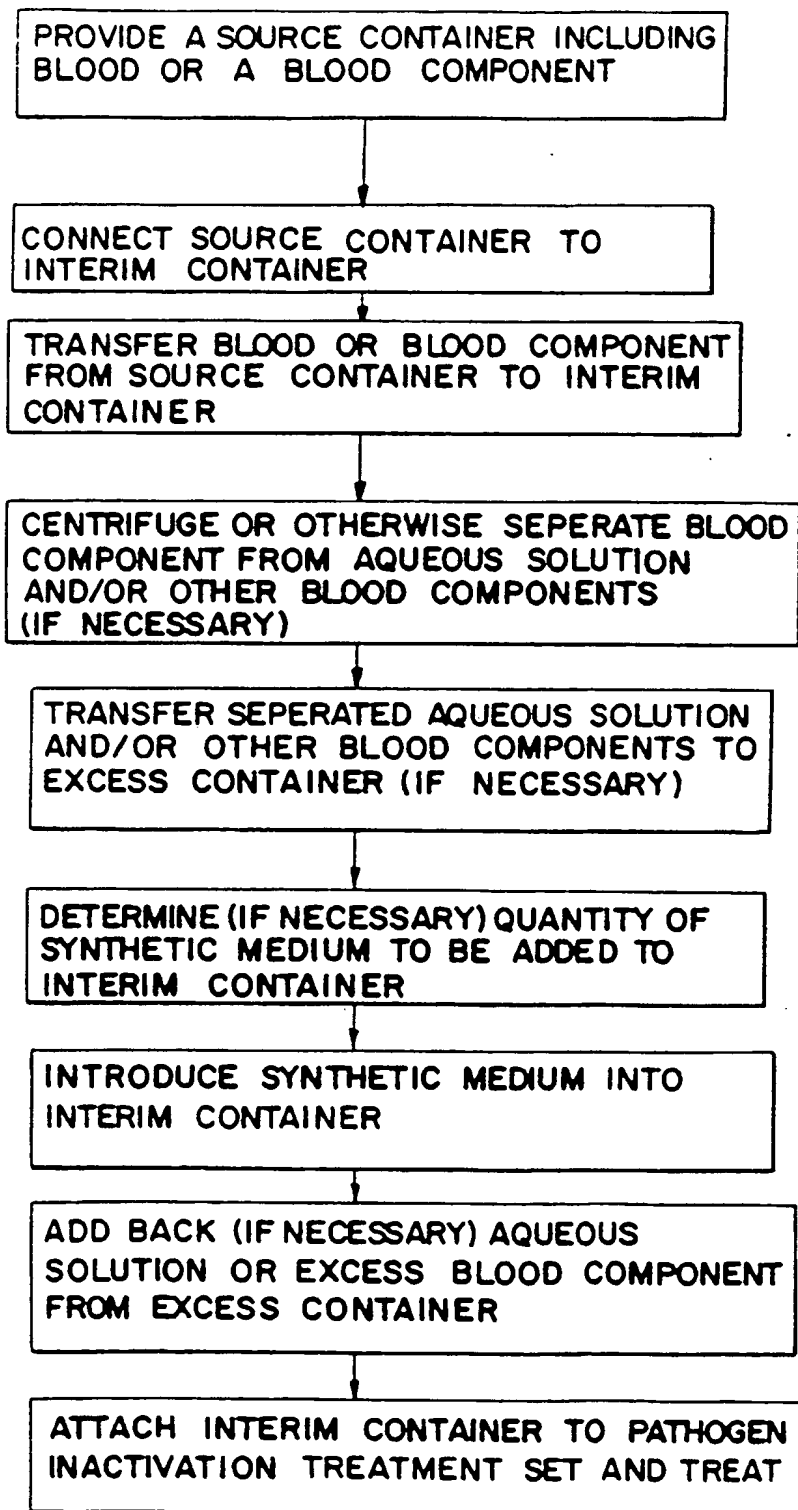 PROVIDE A SOURCE CONTAINER INCLUDING
BLOOD OR A BLOOD COMPONENT
CONNECT SOURCE CONTAINER TO
INTERIM CONTAINER
TRANSFER BLOOD OR BLOOD COMPONENT
FROM SOURCE CONTAINER TO INTERIM
CONTAINER
CENTRIFUGE OR OTHERWISE SEPERATE BLOOD
COMPONENT FROM AQUEOUS SOLUTION
AND/OR OTHER BLOOD COMPONENTS
(IF NECESSARY)
TRANSFER SEPERATED AQUEOUS SOLUTION
AND/OR OTHER BLOOD COMPONENTS TO
EXCESS CONTAINER (IF NECESSARY)
DETERMINE (IF NECESSARY) QUANTITY OF
SYNTHETIC MEDIUM TO BE ADDED TO
INTERIM CONTAINER
INTRODUCE SYNTHETIC MEDIUM INTO
INTERIM CONTAINER
ADD BACK (IF NECESSARY) AQUEOUS
SOLUTION OR EXCESS BLOOD COMPONENT
FROM EXCESS CONTAINER
ATTACH INTERIM CONTAINER TO PATHOGEN
INACTIVATION TREATMENT SET AND TREAT